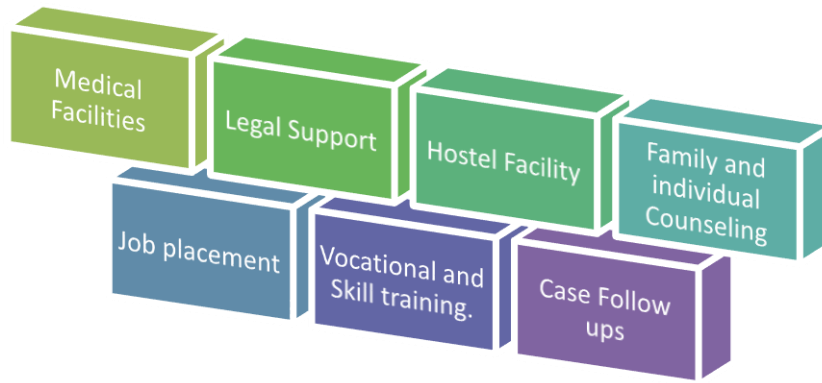 Medical
Facilities
Legal Support
Hostel Facility
Family and
individual
Counseling
Job placement
Vocational and
Skill training.
Case Follow
ups